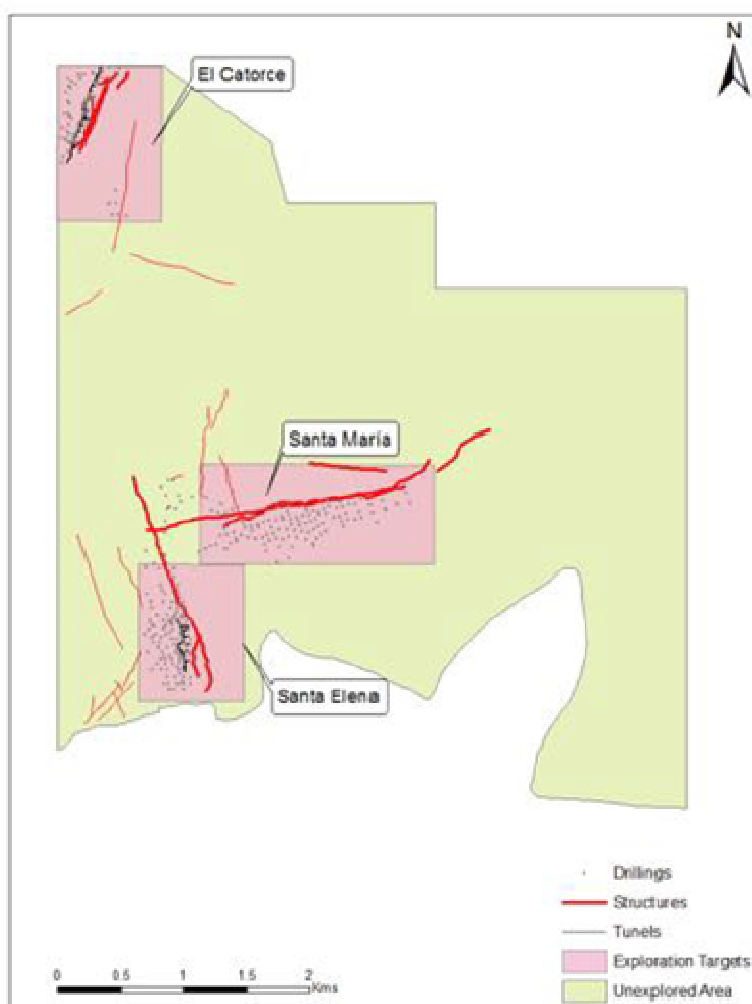 N
El Catorce
Santa María
Santa Elena
Drillings
Structures
Tunels
Exploration Targets
Unexplored Area
0 0.5 1 1.5 2
Kms